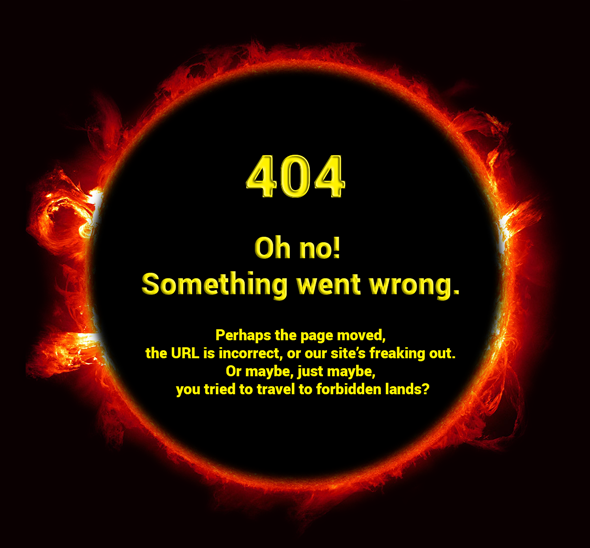 404
Oh no!
Something went wrong.
Perhaps the page moved,
the URL is incorrect, or our site's freaking out.
Or maybe, just maybe,
you tried to travel to forbidden lands?